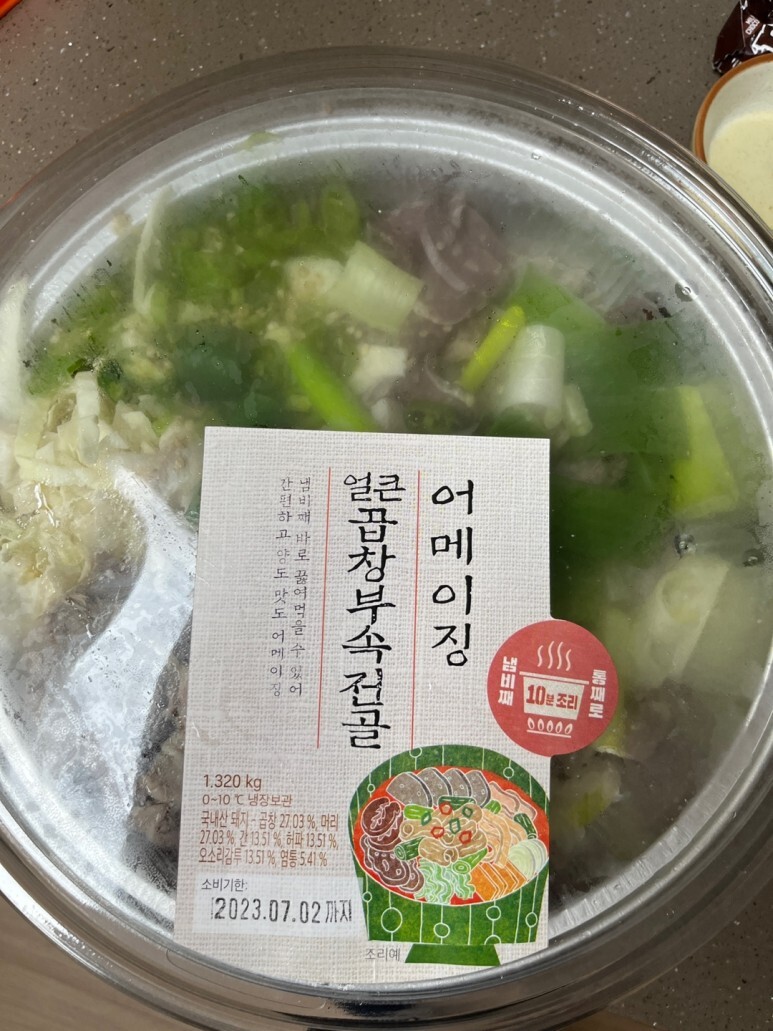 어메이징
얼큰 곱창부속전골
냄비째 바로 끓여먹을 수 있어
간편하고 양도 맛도 어메이징
냄비째
통째로
10분조리
1.320 kg
0~10 ℃ 냉장보관
국내산 돼지 - 곱창 27.03 %, 머리
27.03 %, 간 13.51 %, 허파 13.51 %,
오소리감투 13.51 %, 염통 5.41 %
소비기한:
2023.07.02 까지
조리예